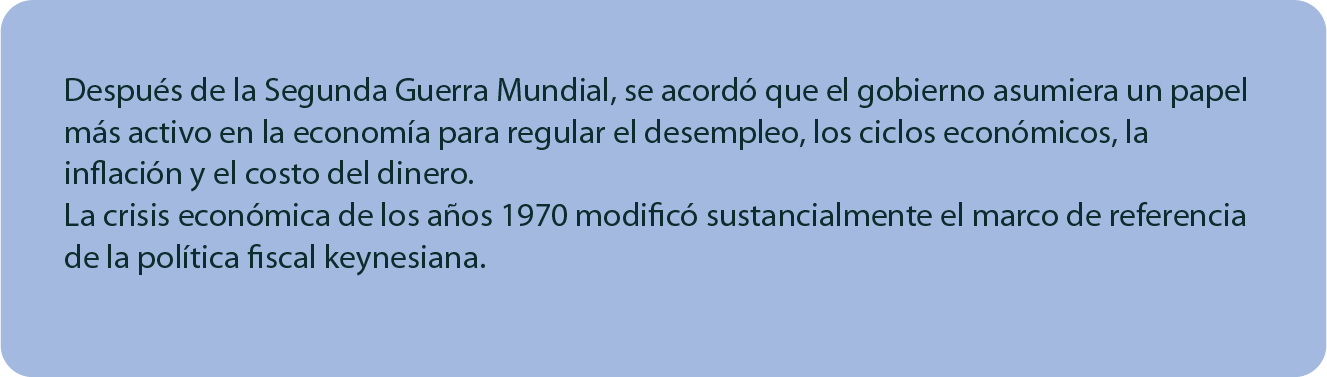 Después de la Segunda Guerra Mundial, se acordó que el gobierno asumiera un papel
más activo en la economía para regular el desempleo, los ciclos económicos, la
inflación y el costo del dinero.
La crisis económica de los años 1970 modificó sustancialmente el marco de referencia
de la política fiscal keynesiana.